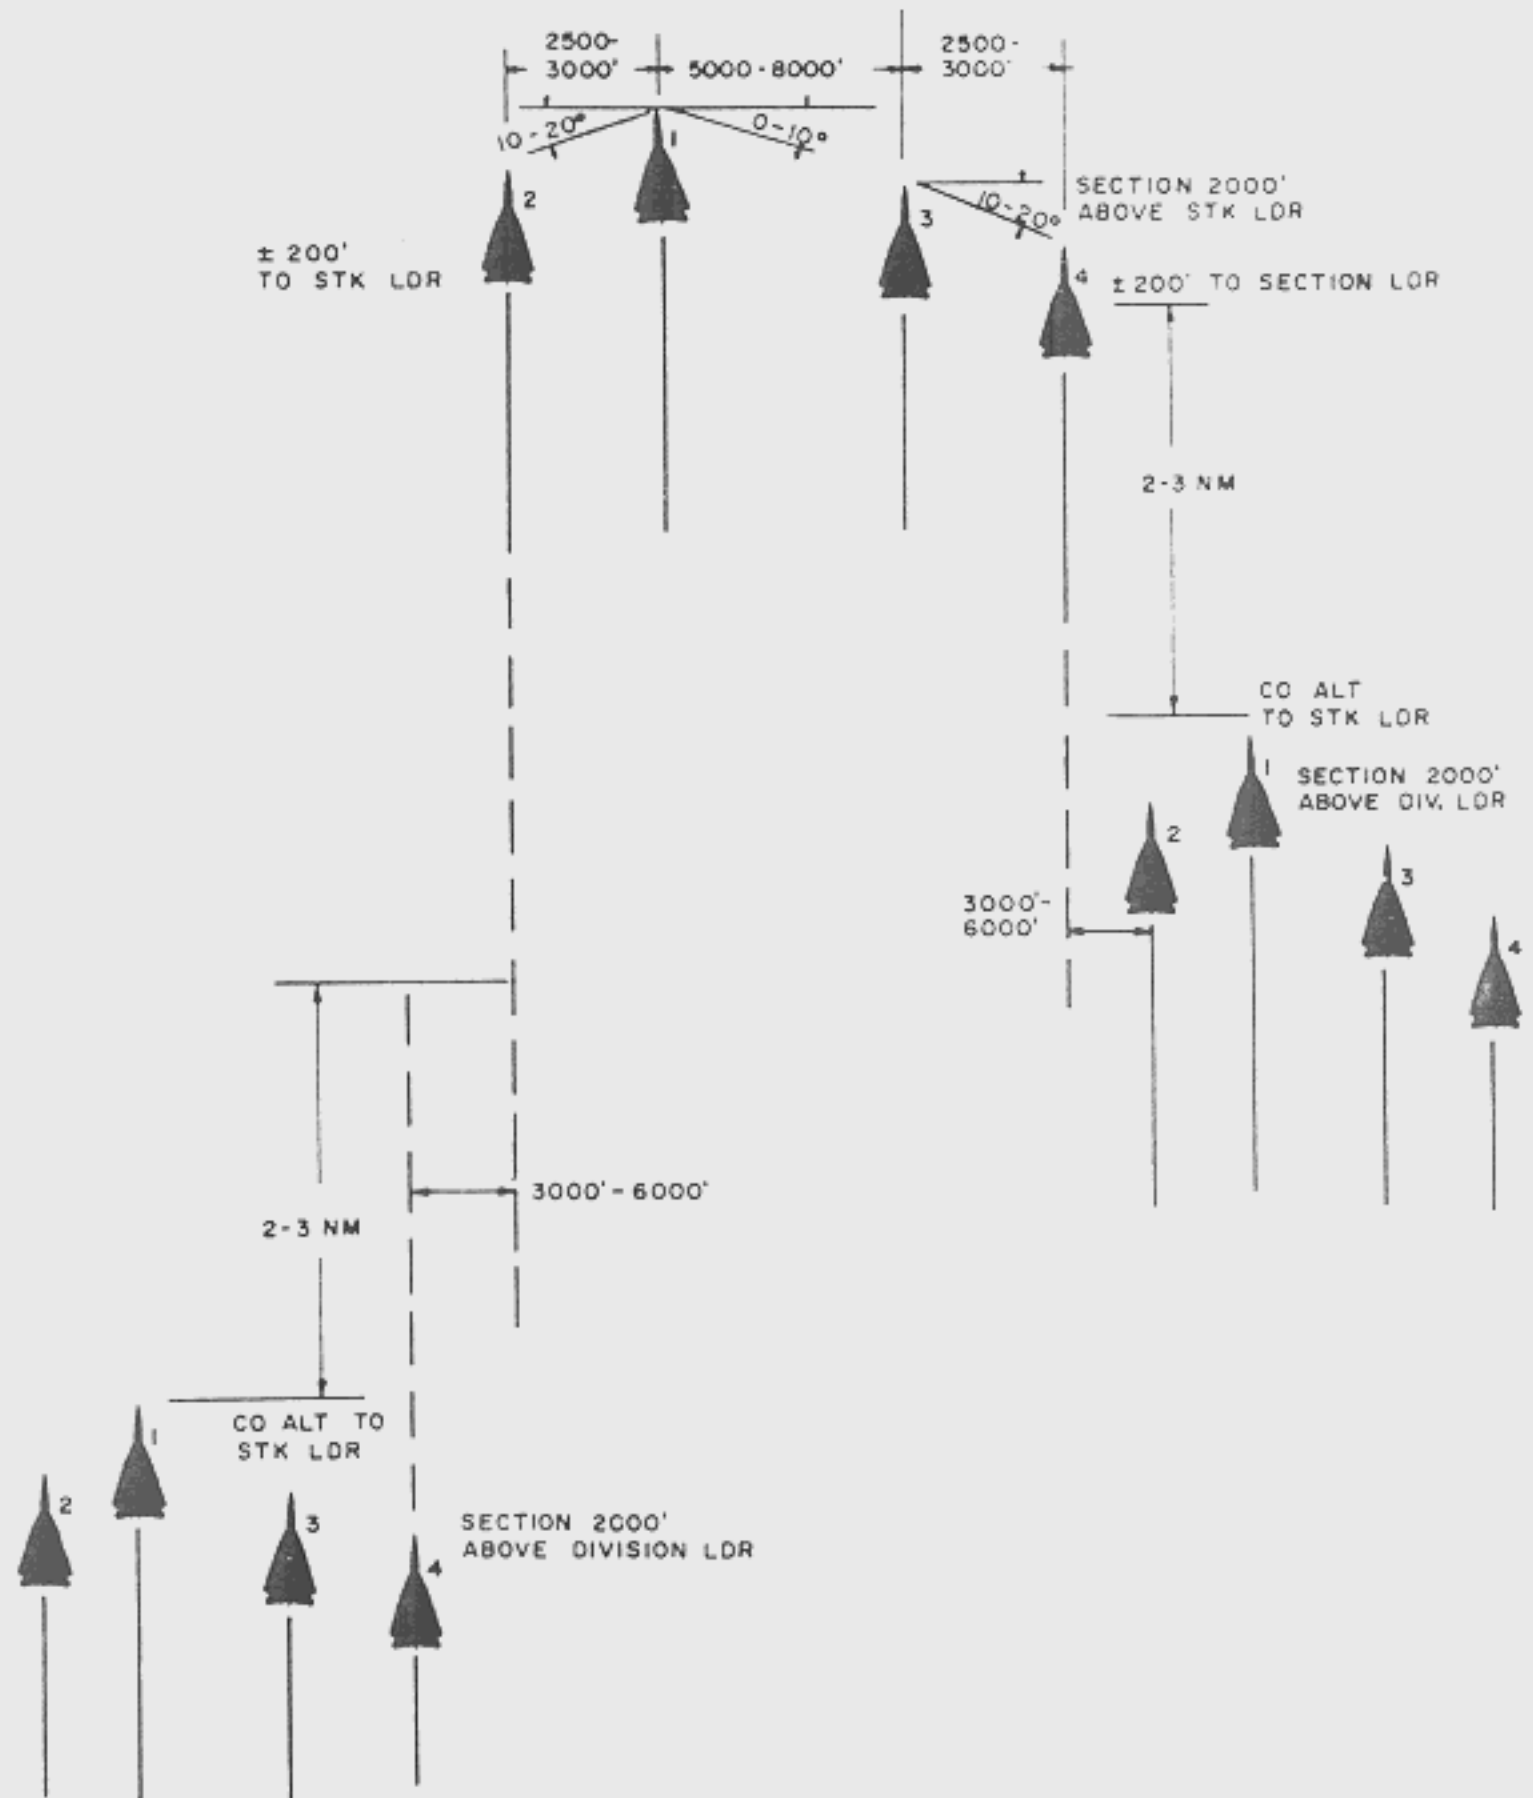 2500-
3000'
5000-8000'
2500-
3000'
10-20°
0-10°
1
2
3
10-20°
SECTION 2000'
ABOVE STK LDR
± 200'
TO STK LDR
4
± 200' TO SECTION LDR
2-3 NM
CO ALT
TO STK LDR
1
SECTION 2000'
ABOVE DIV. LDR
2
3
4
3000'-
6000'
3000'-6000'
2-3 NM
CO ALT TO
STK LDR
1
2
3
SECTION 2000'
ABOVE DIVISION LDR
4